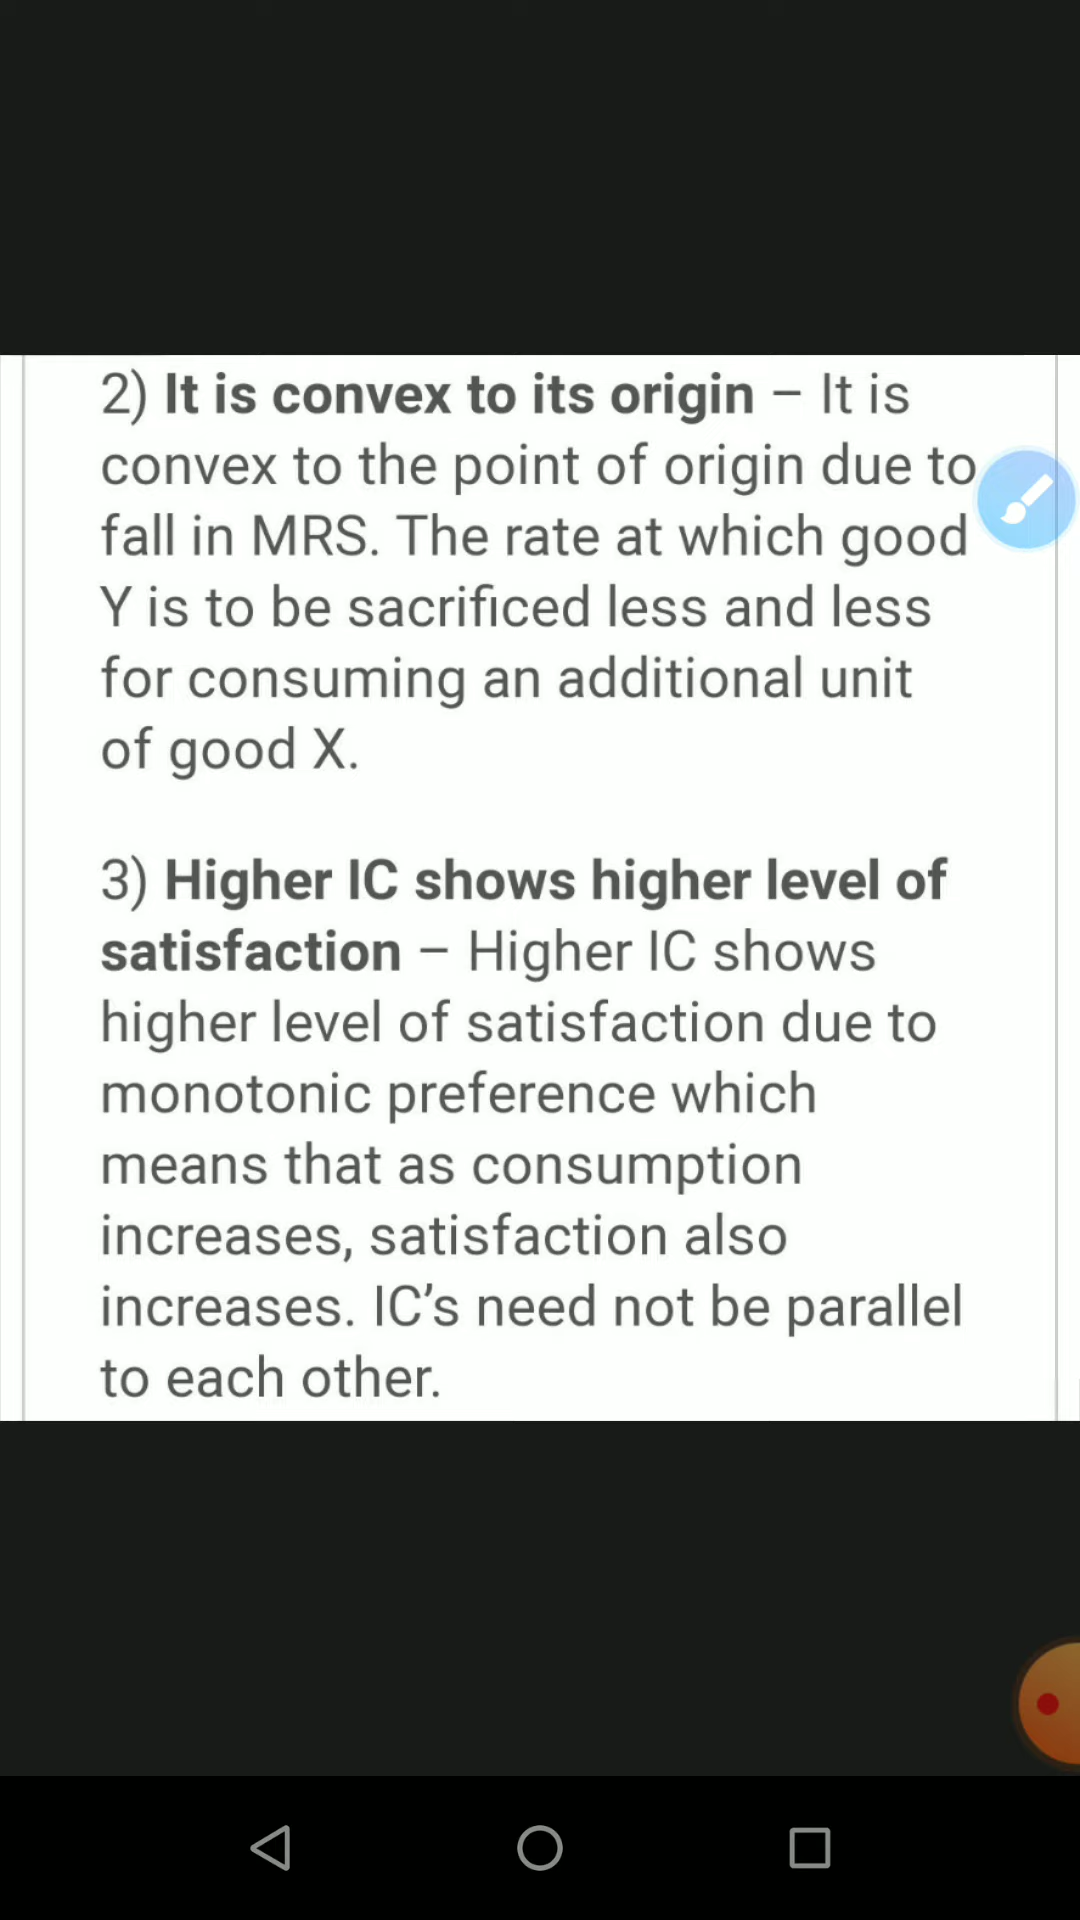 2) It is convex to its origin – It is
convex to the point of origin due to
fall in MRS. The rate at which good
Y is to be sacrificed less and less
for consuming an additional unit
of good X.
3) Higher IC shows higher level of
satisfaction – Higher IC shows
higher level of satisfaction due to
monotonic preference which
means that as consumption
increases, satisfaction also
increases. IC’s need not be parallel
to each other.